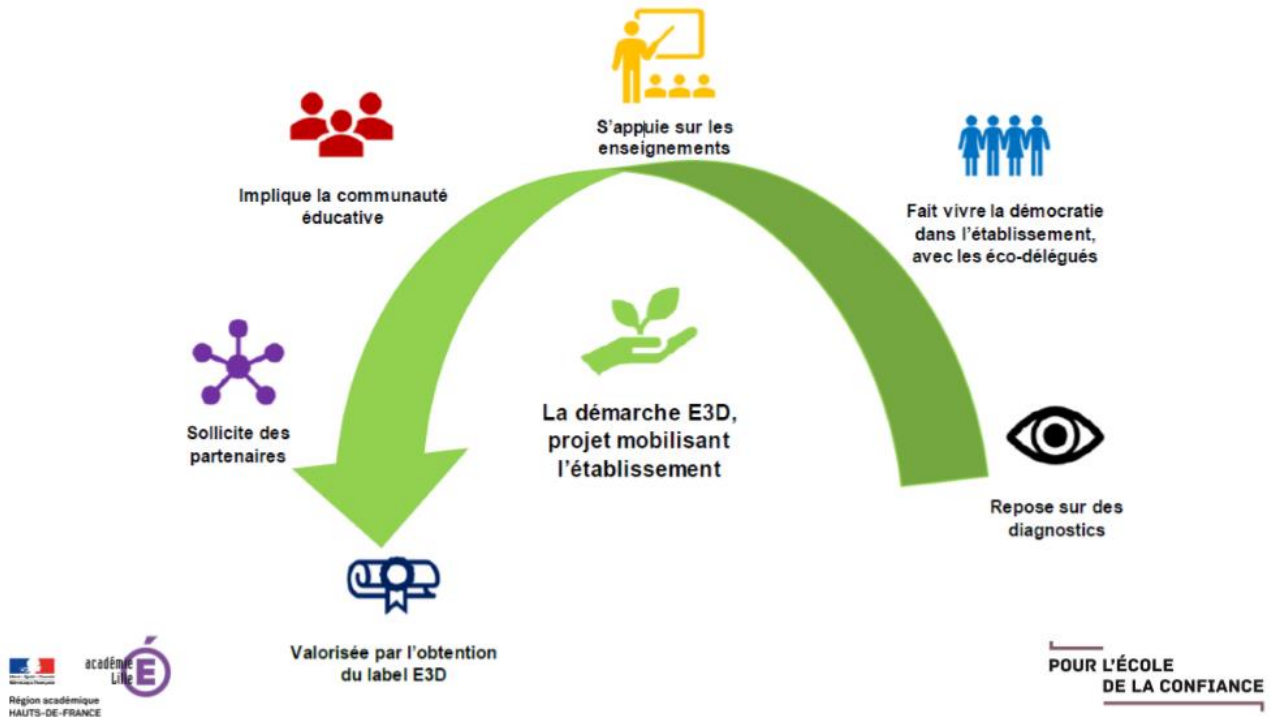 S'appuie sur les
enseignements
Implique la communauté
éducative
Fait vivre la démocratie
dans l'établissement,
avec les éco-délégués
La démarche E3D,
projet mobilisant
l'établissement
Sollicite des
partenaires
Repose sur des
diagnostics
Valorisée par l'obtention
du label E3D
académie
Lille
É
Région académique
HAUTS-DE-FRANCE
POUR L'ÉCOLE
DE LA CONFIANCE